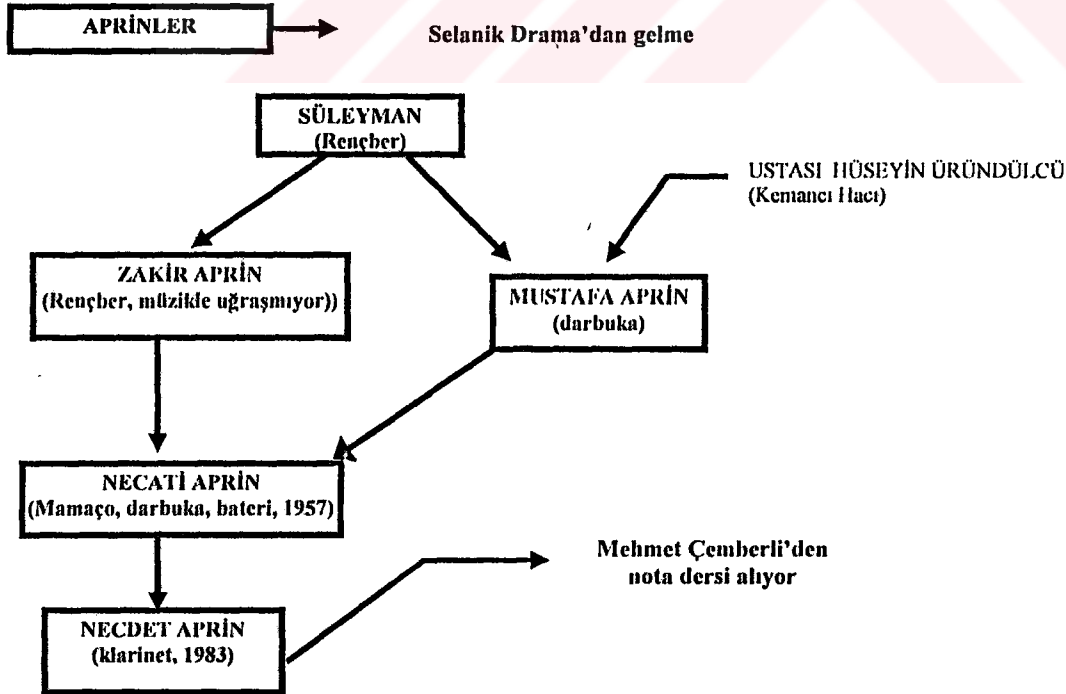 APRİNLER
Selanik Drama'dan gelme
SÜLEYMAN
(Rençber)
USTASI HÜSEYİN ÜRÜNDÜLCÜ
(Kemancı Hacı)
ZAKİR APRİN
(Rençber, müzikle uğraşmıyor))
MUSTAFA APRİN
(darbuka)
NECATİ APRİN
(Mamaço, darbuka, bateri, 1957)
Mehmet Çemberli'den
nota dersi alıyor
NECDET APRİN
(klarinet, 1983)